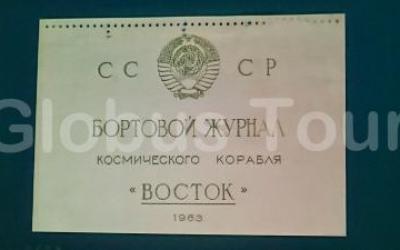 СС СР
БОРТОВОЙ ЖУРНАЛ
КОСМИЧЕСКОГО КОРАБЛЯ
«ВОСТОК»
1963
Globus Tour